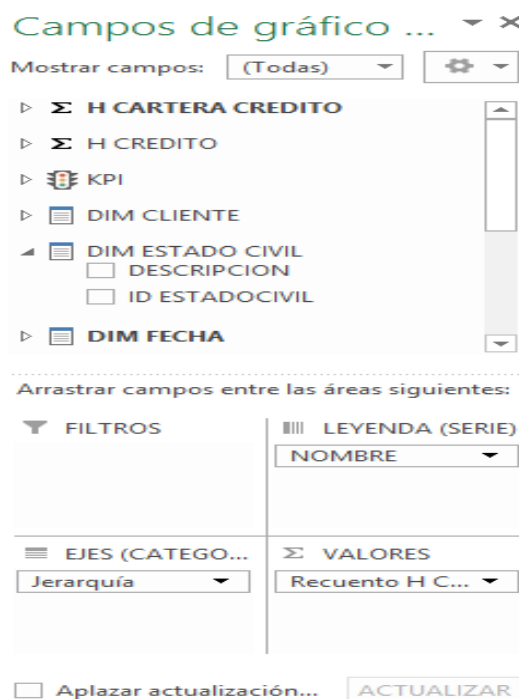 Campos de gráfico ...
Mostrar campos: (Todas)
Σ H CARTERA CREDITO
Σ H CREDITO
KPI
DIM CLIENTE
DIM ESTADO CIVIL
DESCRIPCION
ID ESTADOCIVIL
DIM FECHA
Arrastrar campos entre las áreas siguientes:
FILTROS
LEYENDA (SERIE)
NOMBRE
EJES (CATEGO...
Σ VALORES
Jerarquía
Recuento H C...
Aplazar actualización...
ACTUALIZAR